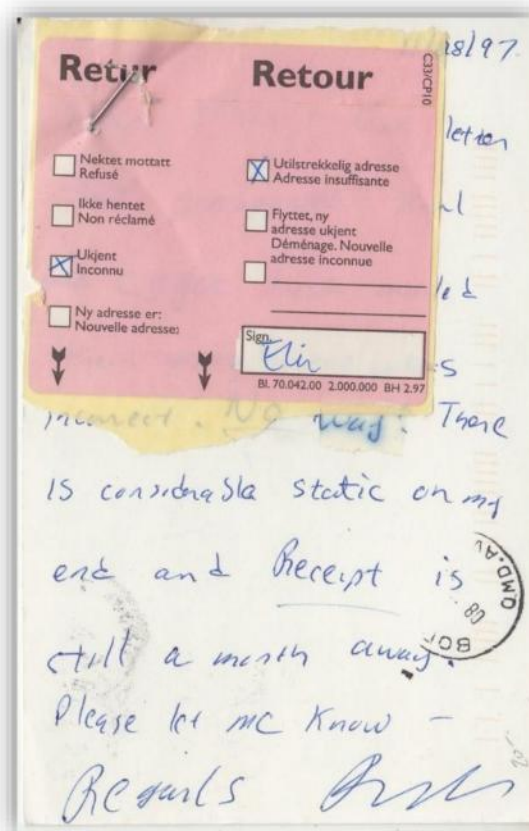 18/97.
Retur
Retour
C33/CP10
letter
Nektet mottatt
Refusé
Utilstrekkelig adresse
Adresse insuffisante
Ikke hentet
Non réclamé
Flyttet, ny
adresse ukjent
Déménage. Nouvelle
adresse inconnue
Ukjent
Inconnu
Ny adresse er:
Nouvelle adresse:
Sign.
Elin
Bl. 70.042.00 2.000.000 BH 2.97
incorrect. No way! There
is considerable static on my
end and Receipt is
still a month away.
Please let me know –
Regards
OMD.AV
08